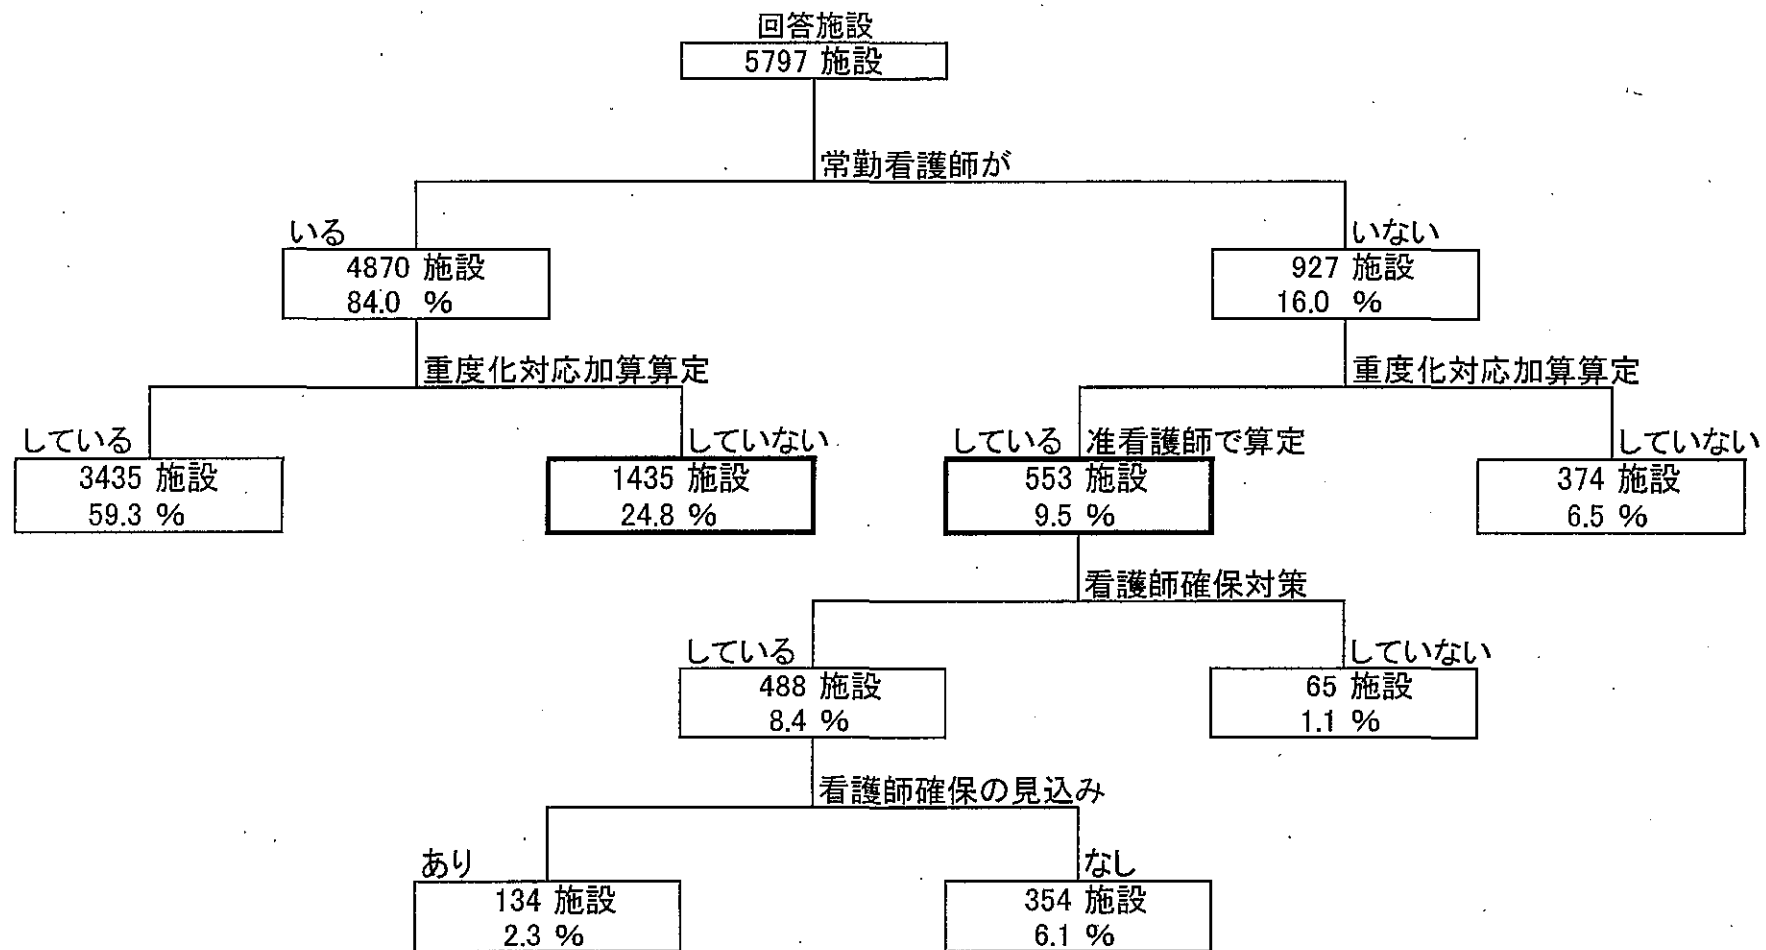 回答施設
5797 施設
常勤看護師が
いる
いない
4870 施設
927 施設
84.0 %
16.0 %
重度化対応加算算定
重度化対応加算算定
している
していない
している 准看護師で算定
していない
3435 施設
1435 施設
553 施設
374 施設
59.3 %
24.8 %
9.5 %
6.5 %
看護師確保対策
している
していない
488 施設
65 施設
8.4 %
1.1 %
看護師確保の見込み
あり
なし
134 施設
354 施設
2.3 %
6.1 %